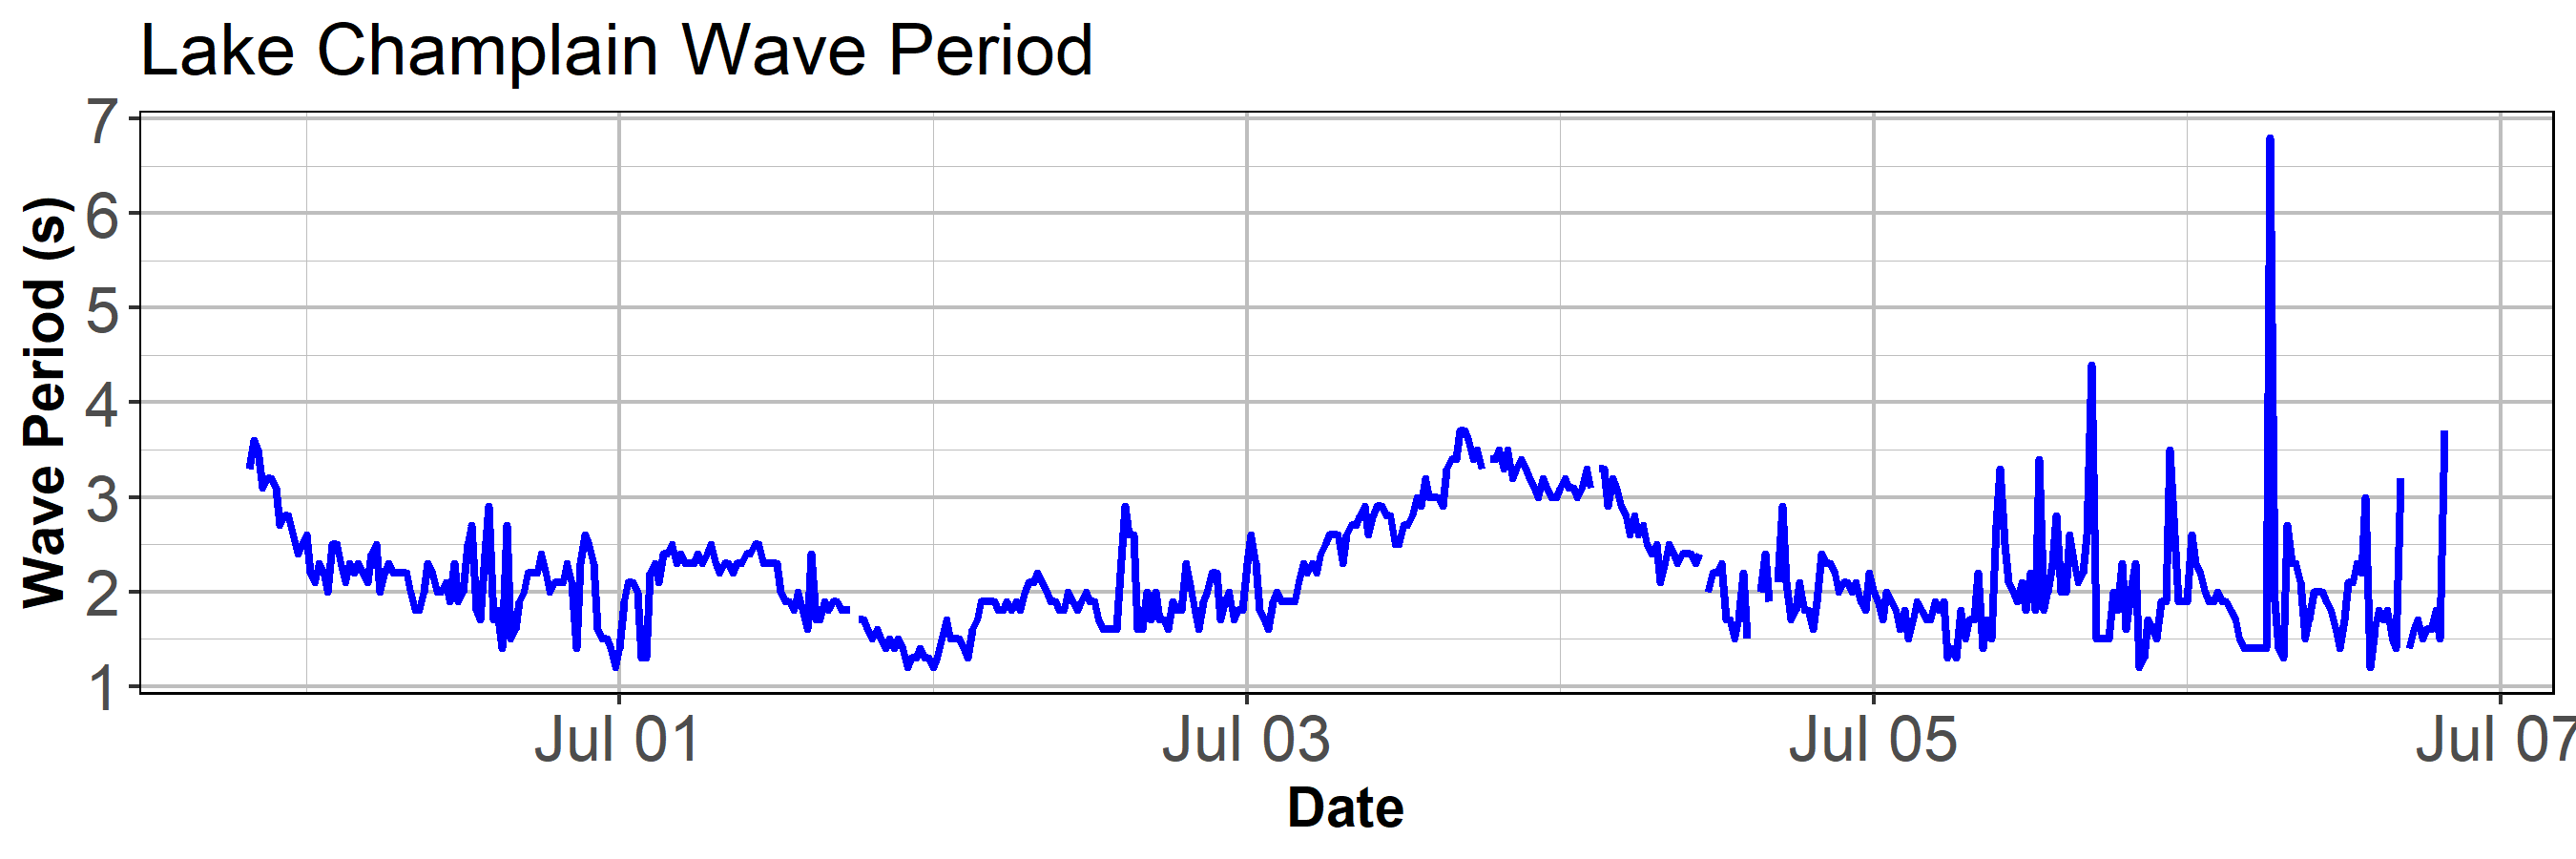 Lake Champlain Wave Period
Wave Period (s)
7
6
5
4
3
2
1
Jul 01
Jul 03
Jul 05
Jul 07
Date